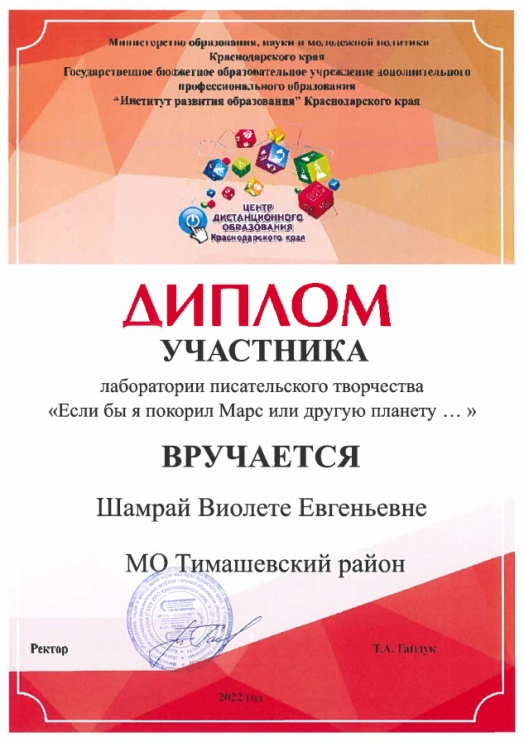 Министерство образования, науки и молодежной политики
Краснодарского края
Государственное бюджетное образовательное учреждение дополнительного
профессионального образования
"Институт развития образования" Краснодарского края
ЦЕНТР
ДИСТАНЦИОННОГО
ОБРАЗОВАНИЯ
Краснодарского края
ДИПЛОМ
УЧАСТНИКА
лаборатории писательского творчества
«Если бы я покорил Марс или другую планету … »
ВРУЧАЕТСЯ
Шамрай Виолете Евгеньевне
МО Тимашевский район
Ректор
Т.А. Гайдук
2022 год